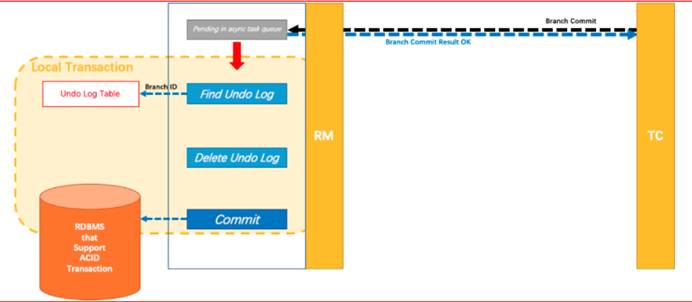 Branch Commit
Pending in async task queue
Branch Commit Result OK
Local Transaction
Undo Log Table
Branch ID
Find Undo Log
RM
TC
Delete Undo Log
Commit
RDBMS
that
Support
ACID
Transaction